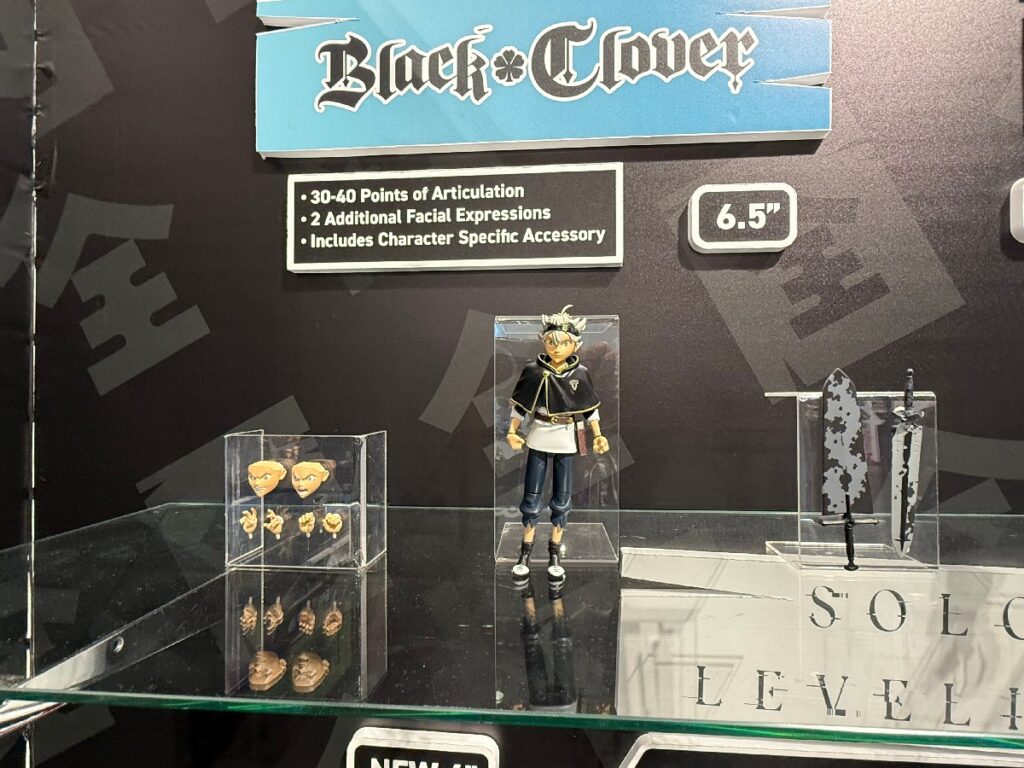 Black Clover
• 30-40 Points of Articulation
• 2 Additional Facial Expressions
• Includes Character Specific Accessory
6.5”
SOLO
LEVELI
NEW 6”